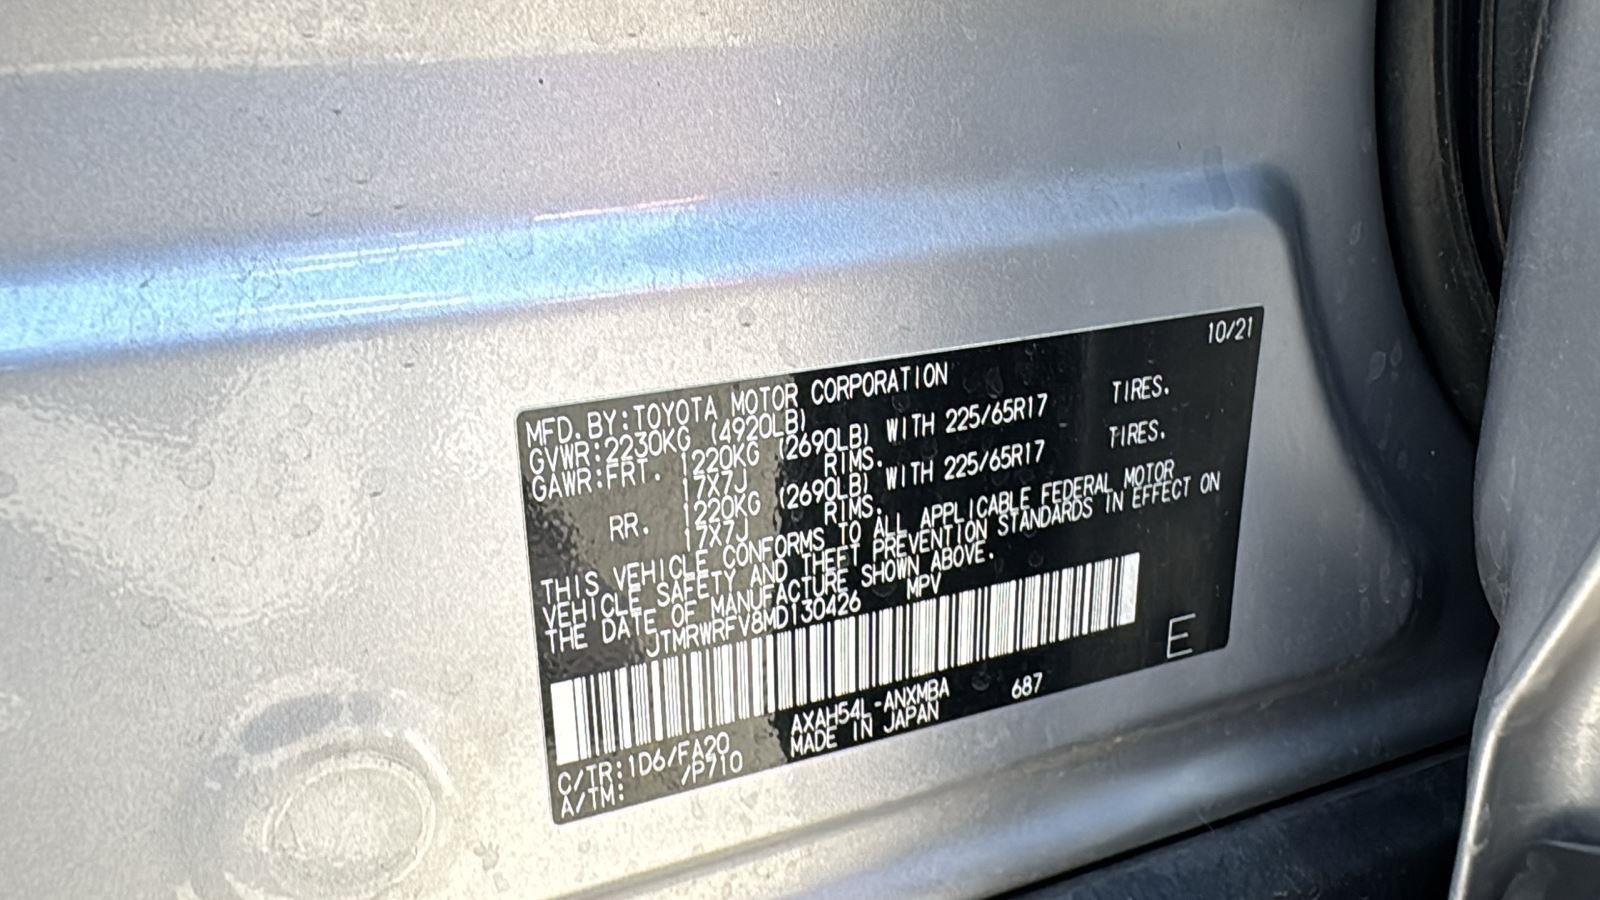 10/21
MFD. BY: TOYOTA MOTOR CORPORATION
GVWR: 2230KG (4920LB)
GAWR: FRT. 1220KG (2690LB) WITH 225/65R17 TIRES.
17X7J RIMS.
RR. 1220KG (2690LB) WITH 225/65R17 TIRES.
17X7J RIMS.
THIS VEHICLE CONFORMS TO ALL APPLICABLE FEDERAL MOTOR
VEHICLE SAFETY AND THEFT PREVENTION STANDARDS IN EFFECT ON
THE DATE OF MANUFACTURE SHOWN ABOVE.
JTMRWRFV8MD130426 MPV
E
AXAH54L-ANXMBA 687
C/TR: 1D6/FA20 MADE IN JAPAN
A/TM: /P710